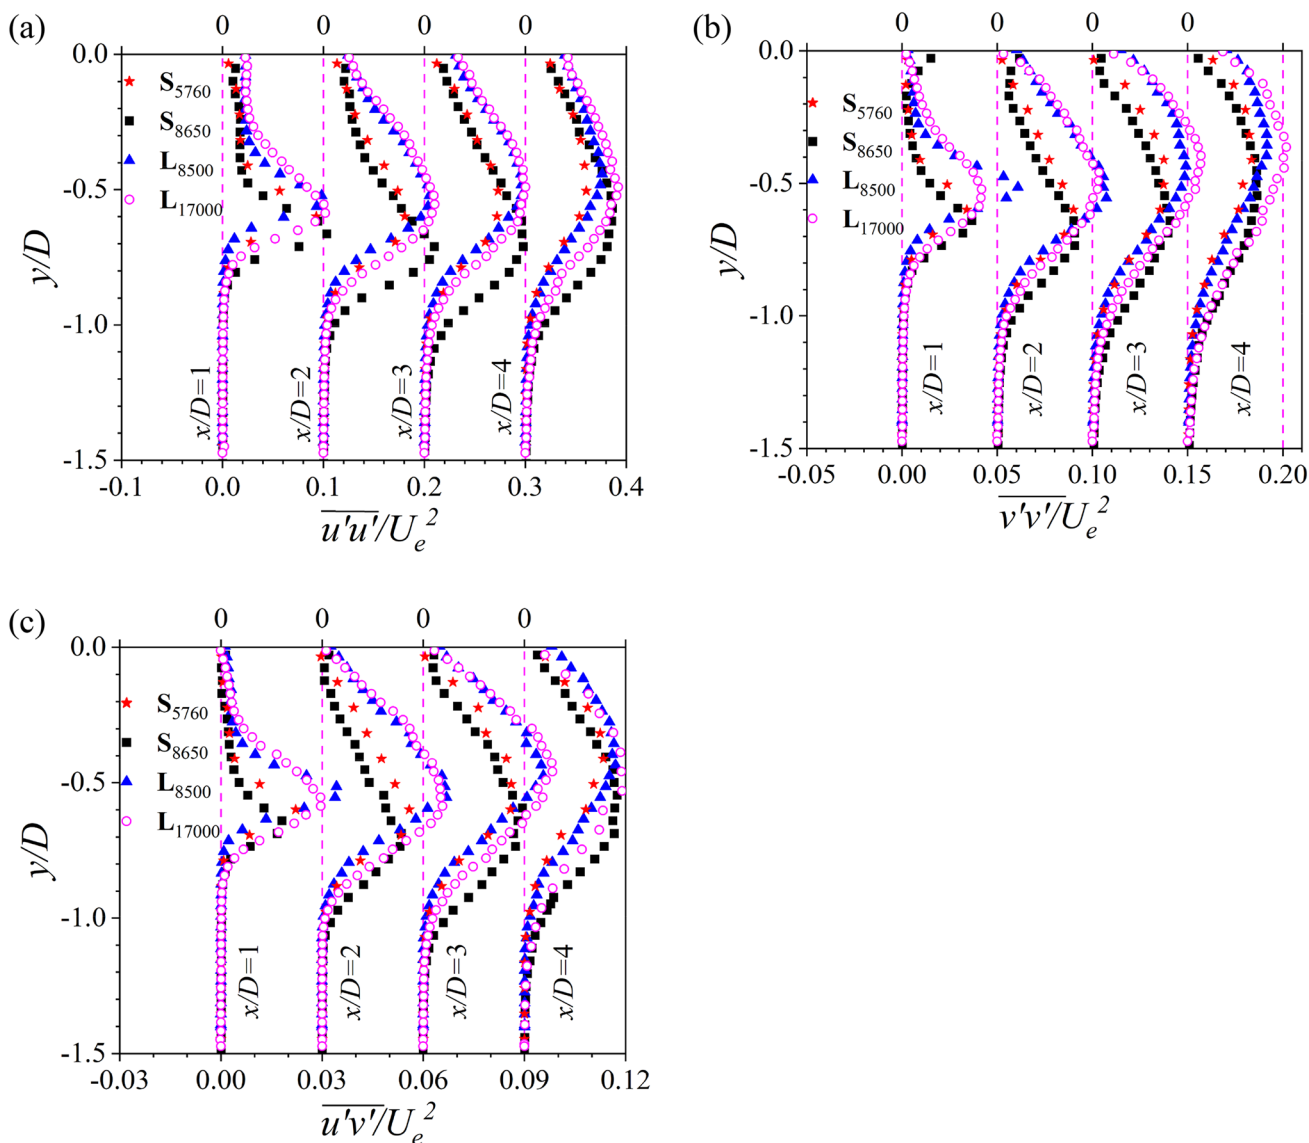 (a)
0 0 0 0
0.0
-0.5
-1.0
-1.5
y/D
S5760
S8650
L8500
L17000
x/D=1
x/D=2
x/D=3
x/D=4
-0.1 0.0 0.1 0.2 0.3 0.4
u'u'/Ue2
(b)
0 0 0 0
0.0
-0.5
-1.0
-1.5
y/D
S5760
S8650
L8500
L17000
x/D=1
x/D=2
x/D=3
x/D=4
-0.05 0.00 0.05 0.10 0.15 0.20
v'v'/Ue2
(c)
0 0 0 0
0.0
-0.5
-1.0
-1.5
y/D
S5760
S8650
L8500
L17000
x/D=1
x/D=2
x/D=3
x/D=4
-0.03 0.00 0.03 0.06 0.09 0.12
u'v'/Ue2